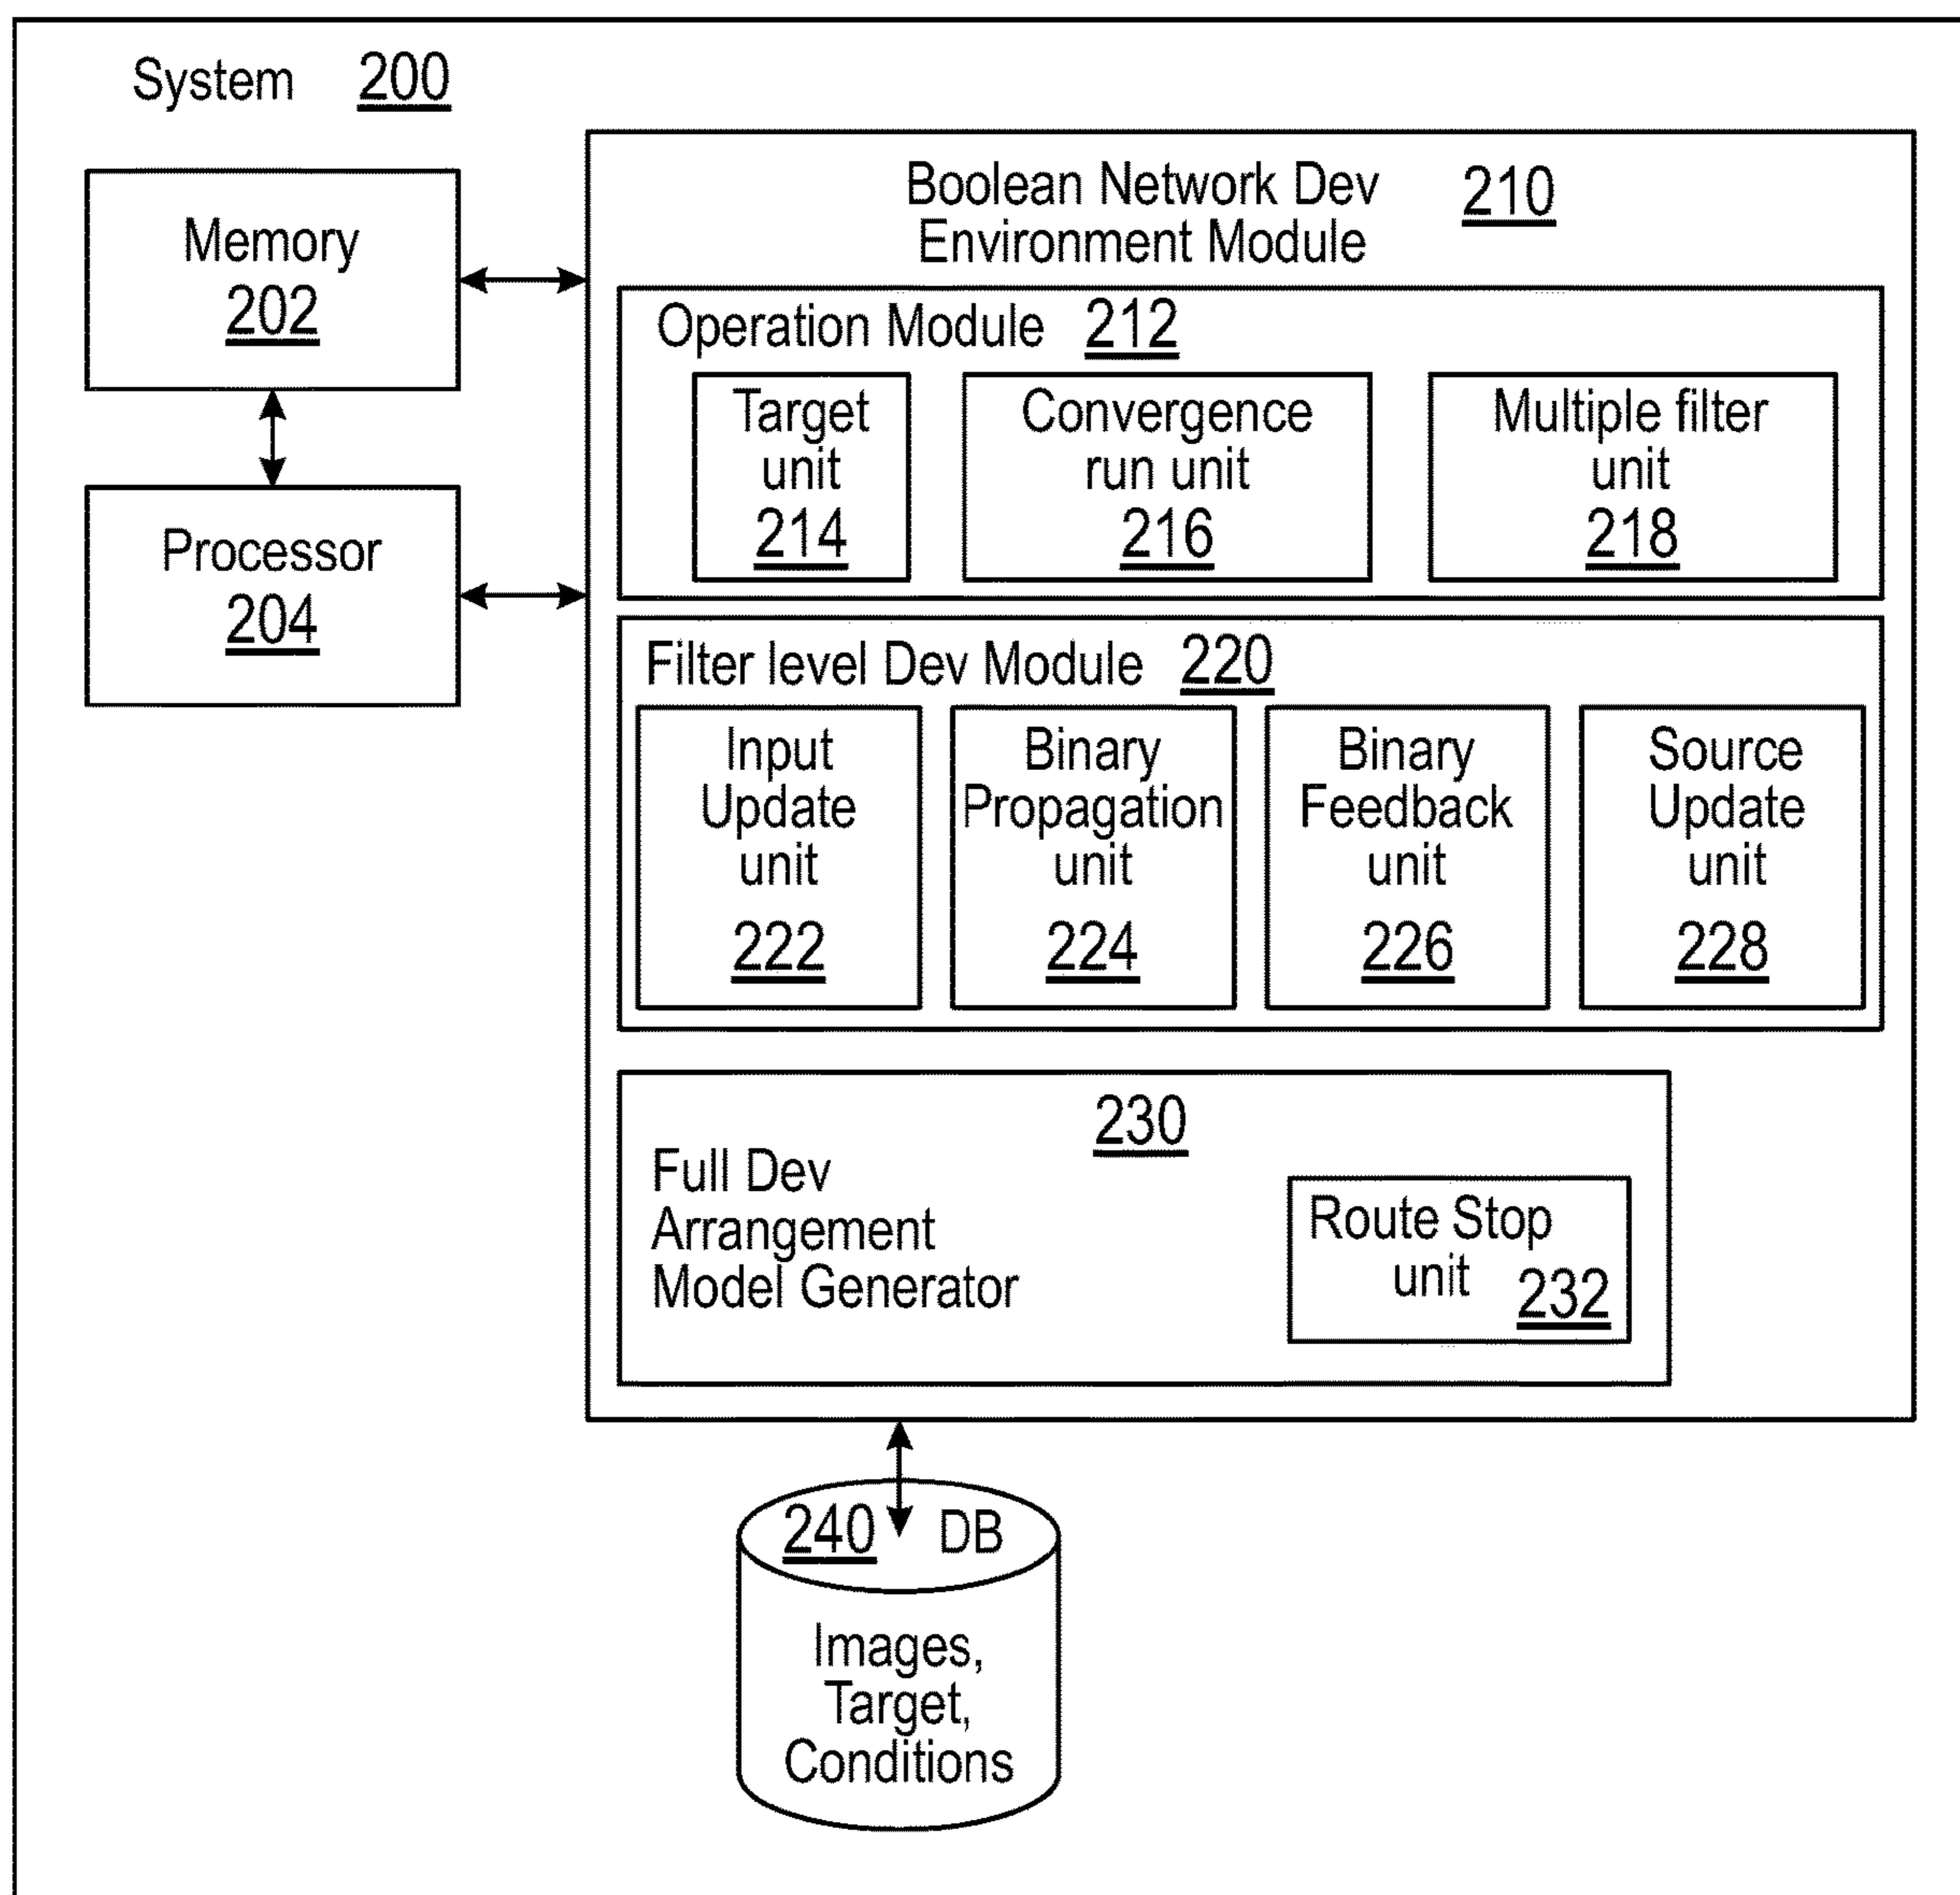 System 200
Memory
202
Processor
204
Boolean Network Dev 210
Environment Module
Operation Module 212
Target
unit
214
Convergence
run unit
216
Multiple filter
unit
218
Filter level Dev Module 220
Input
Update
unit
222
Binary
Propagation
unit
224
Binary
Feedback
unit
226
Source
Update
unit
228
230
Full Dev
Arrangement
Model Generator
Route Stop
unit 232
240 DB
Images,
Target,
Conditions